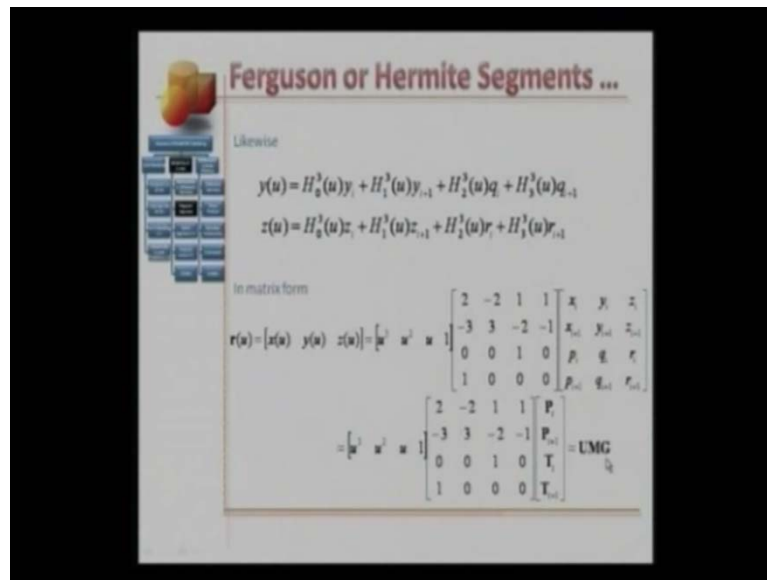 Ferguson or Hermite Segments ...
Likewise
y(u) = H₀³(u)yᵢ + H₁³(u)yᵢ₊₁ + H₂³(u)qᵢ + H₃³(u)qᵢ₊₁
z(u) = H₀³(u)zᵢ + H₁³(u)zᵢ₊₁ + H₂³(u)rᵢ + H₃³(u)rᵢ₊₁
In matrix form
r(u) = [x(u) y(u) z(u)] = [u³ u² u 1] [2 -2 1 1; -3 3 -2 -1; 0 0 1 0; 1 0 0 0] [xᵢ yᵢ zᵢ; xᵢ₊₁ yᵢ₊₁ zᵢ₊₁; pᵢ qᵢ rᵢ; pᵢ₊₁ qᵢ₊₁ rᵢ₊₁]
= [u³ u² u 1] [2 -2 1 1; -3 3 -2 -1; 0 0 1 0; 1 0 0 0] [Pᵢ; Pᵢ₊₁; Tᵢ; Tᵢ₊₁] = UMG